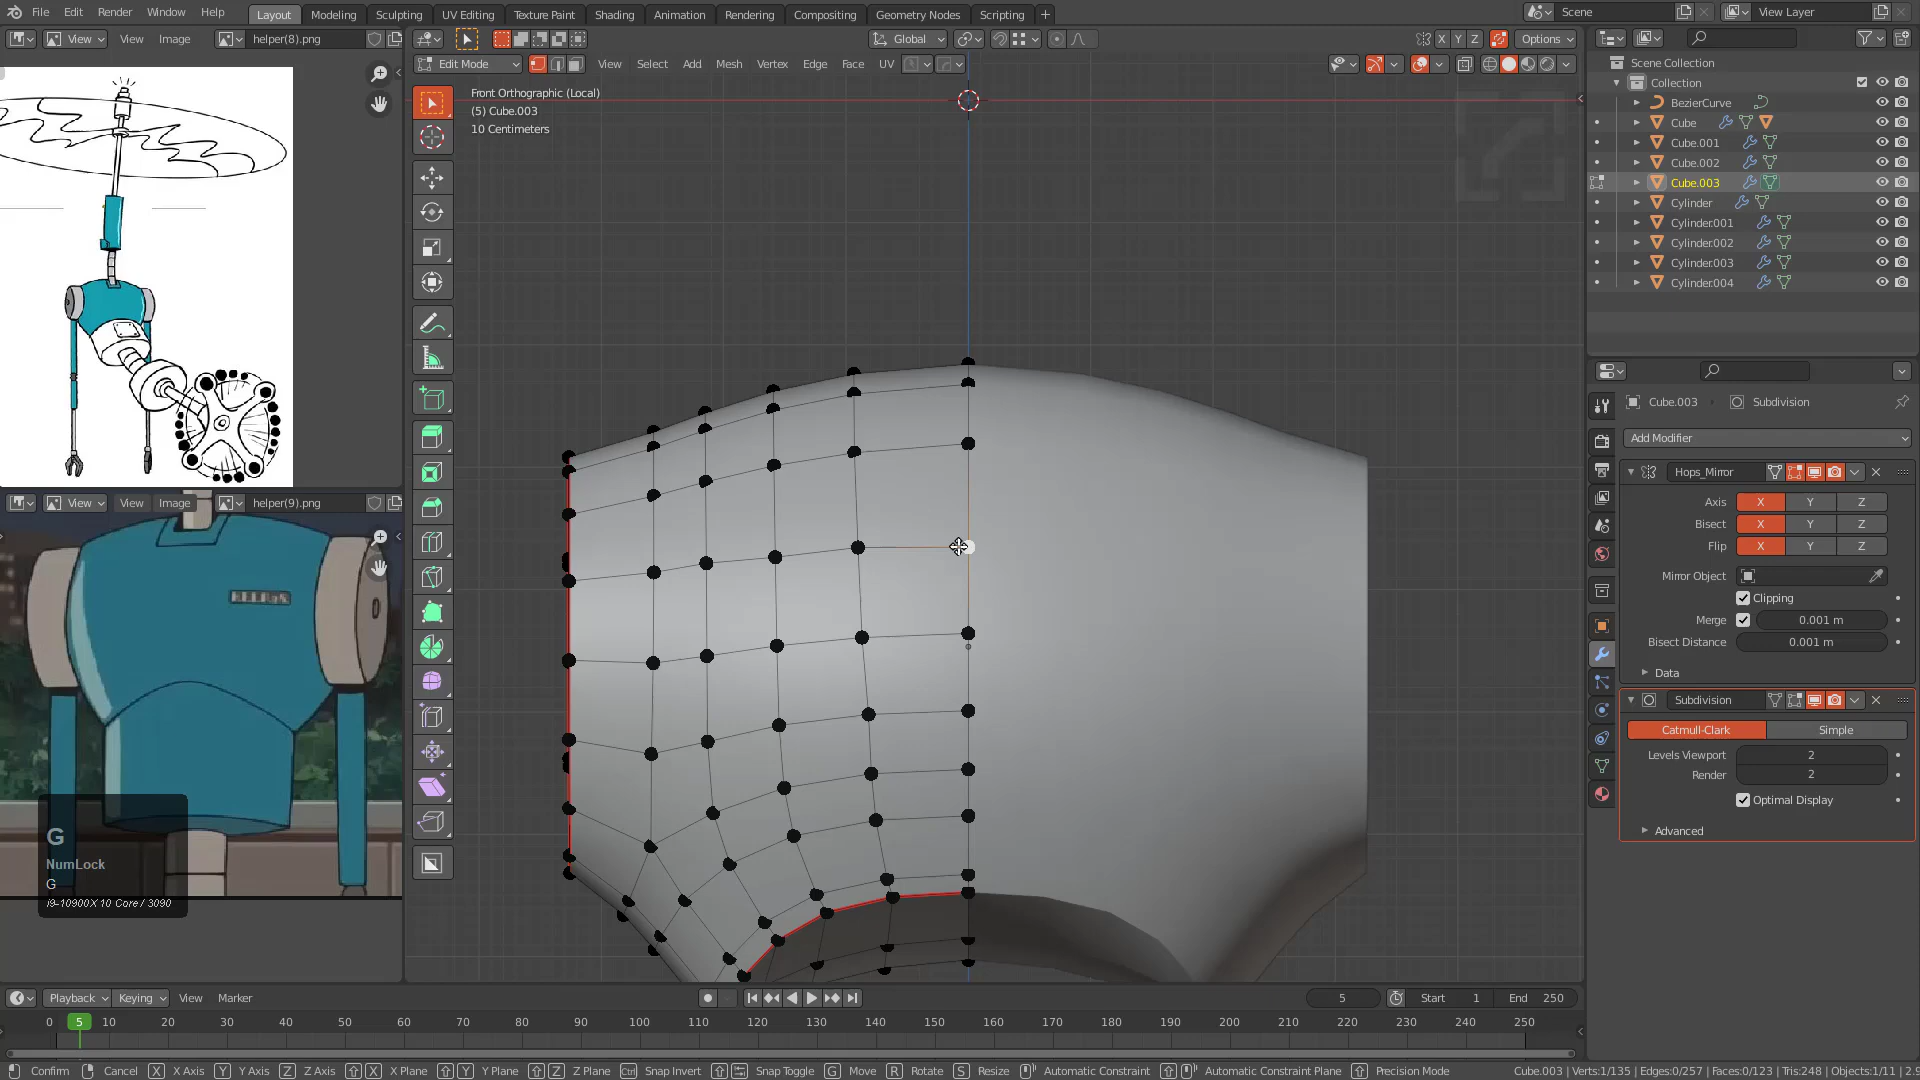 File Edit Render Window Help
Layout Modeling Sculpting UV Editing Texture Paint Shading Animation Rendering Compositing Geometry Nodes Scripting +
Scene
View Layer
View View Image helper(8).png
Global
X Y Z
Options
Edit Mode View Select Add Mesh Vertex Edge Face UV
Front Orthographic (Local)
(5) Cube.003
10 Centimeters
Scene Collection
Collection
BezierCurve
Cube
Cube.001
Cube.002
Cube.003
Cylinder
Cylinder.001
Cylinder.002
Cylinder.003
Cylinder.004
Cube.003 Subdivision
Add Modifier
Hops_Mirror
Axis X Y Z
Bisect X Y Z
Flip X Y Z
Mirror Object
Clipping
Merge 0.001 m
Bisect Distance 0.001 m
Data
Subdivision
Catmull-Clark Simple
Levels Viewport 2
Render 2
Optimal Display
Advanced
View View Image helper(9).png
G
NumLock
G
i9-10900X 10 Core / 3090
Playback Keying View Marker
5 Start 1 End 250
0 5 10 20 30 40 50 60 70 80 90 100 110 120 130 140 150 160 170 180 190 200 210 220 230 240 250
Confirm Cancel X X Axis Y Y Axis Z Z Axis X X Plane Y Y Plane Z Z Plane Ctrl Snap Invert Snap Toggle G Move R Rotate S Resize Automatic Constraint Automatic Constraint Plane Precision Mode
Cube.003 | Verts:1/135 | Edges:0/257 | Faces:0/123 | Tris:248 | Objects:1/11 | 2.9